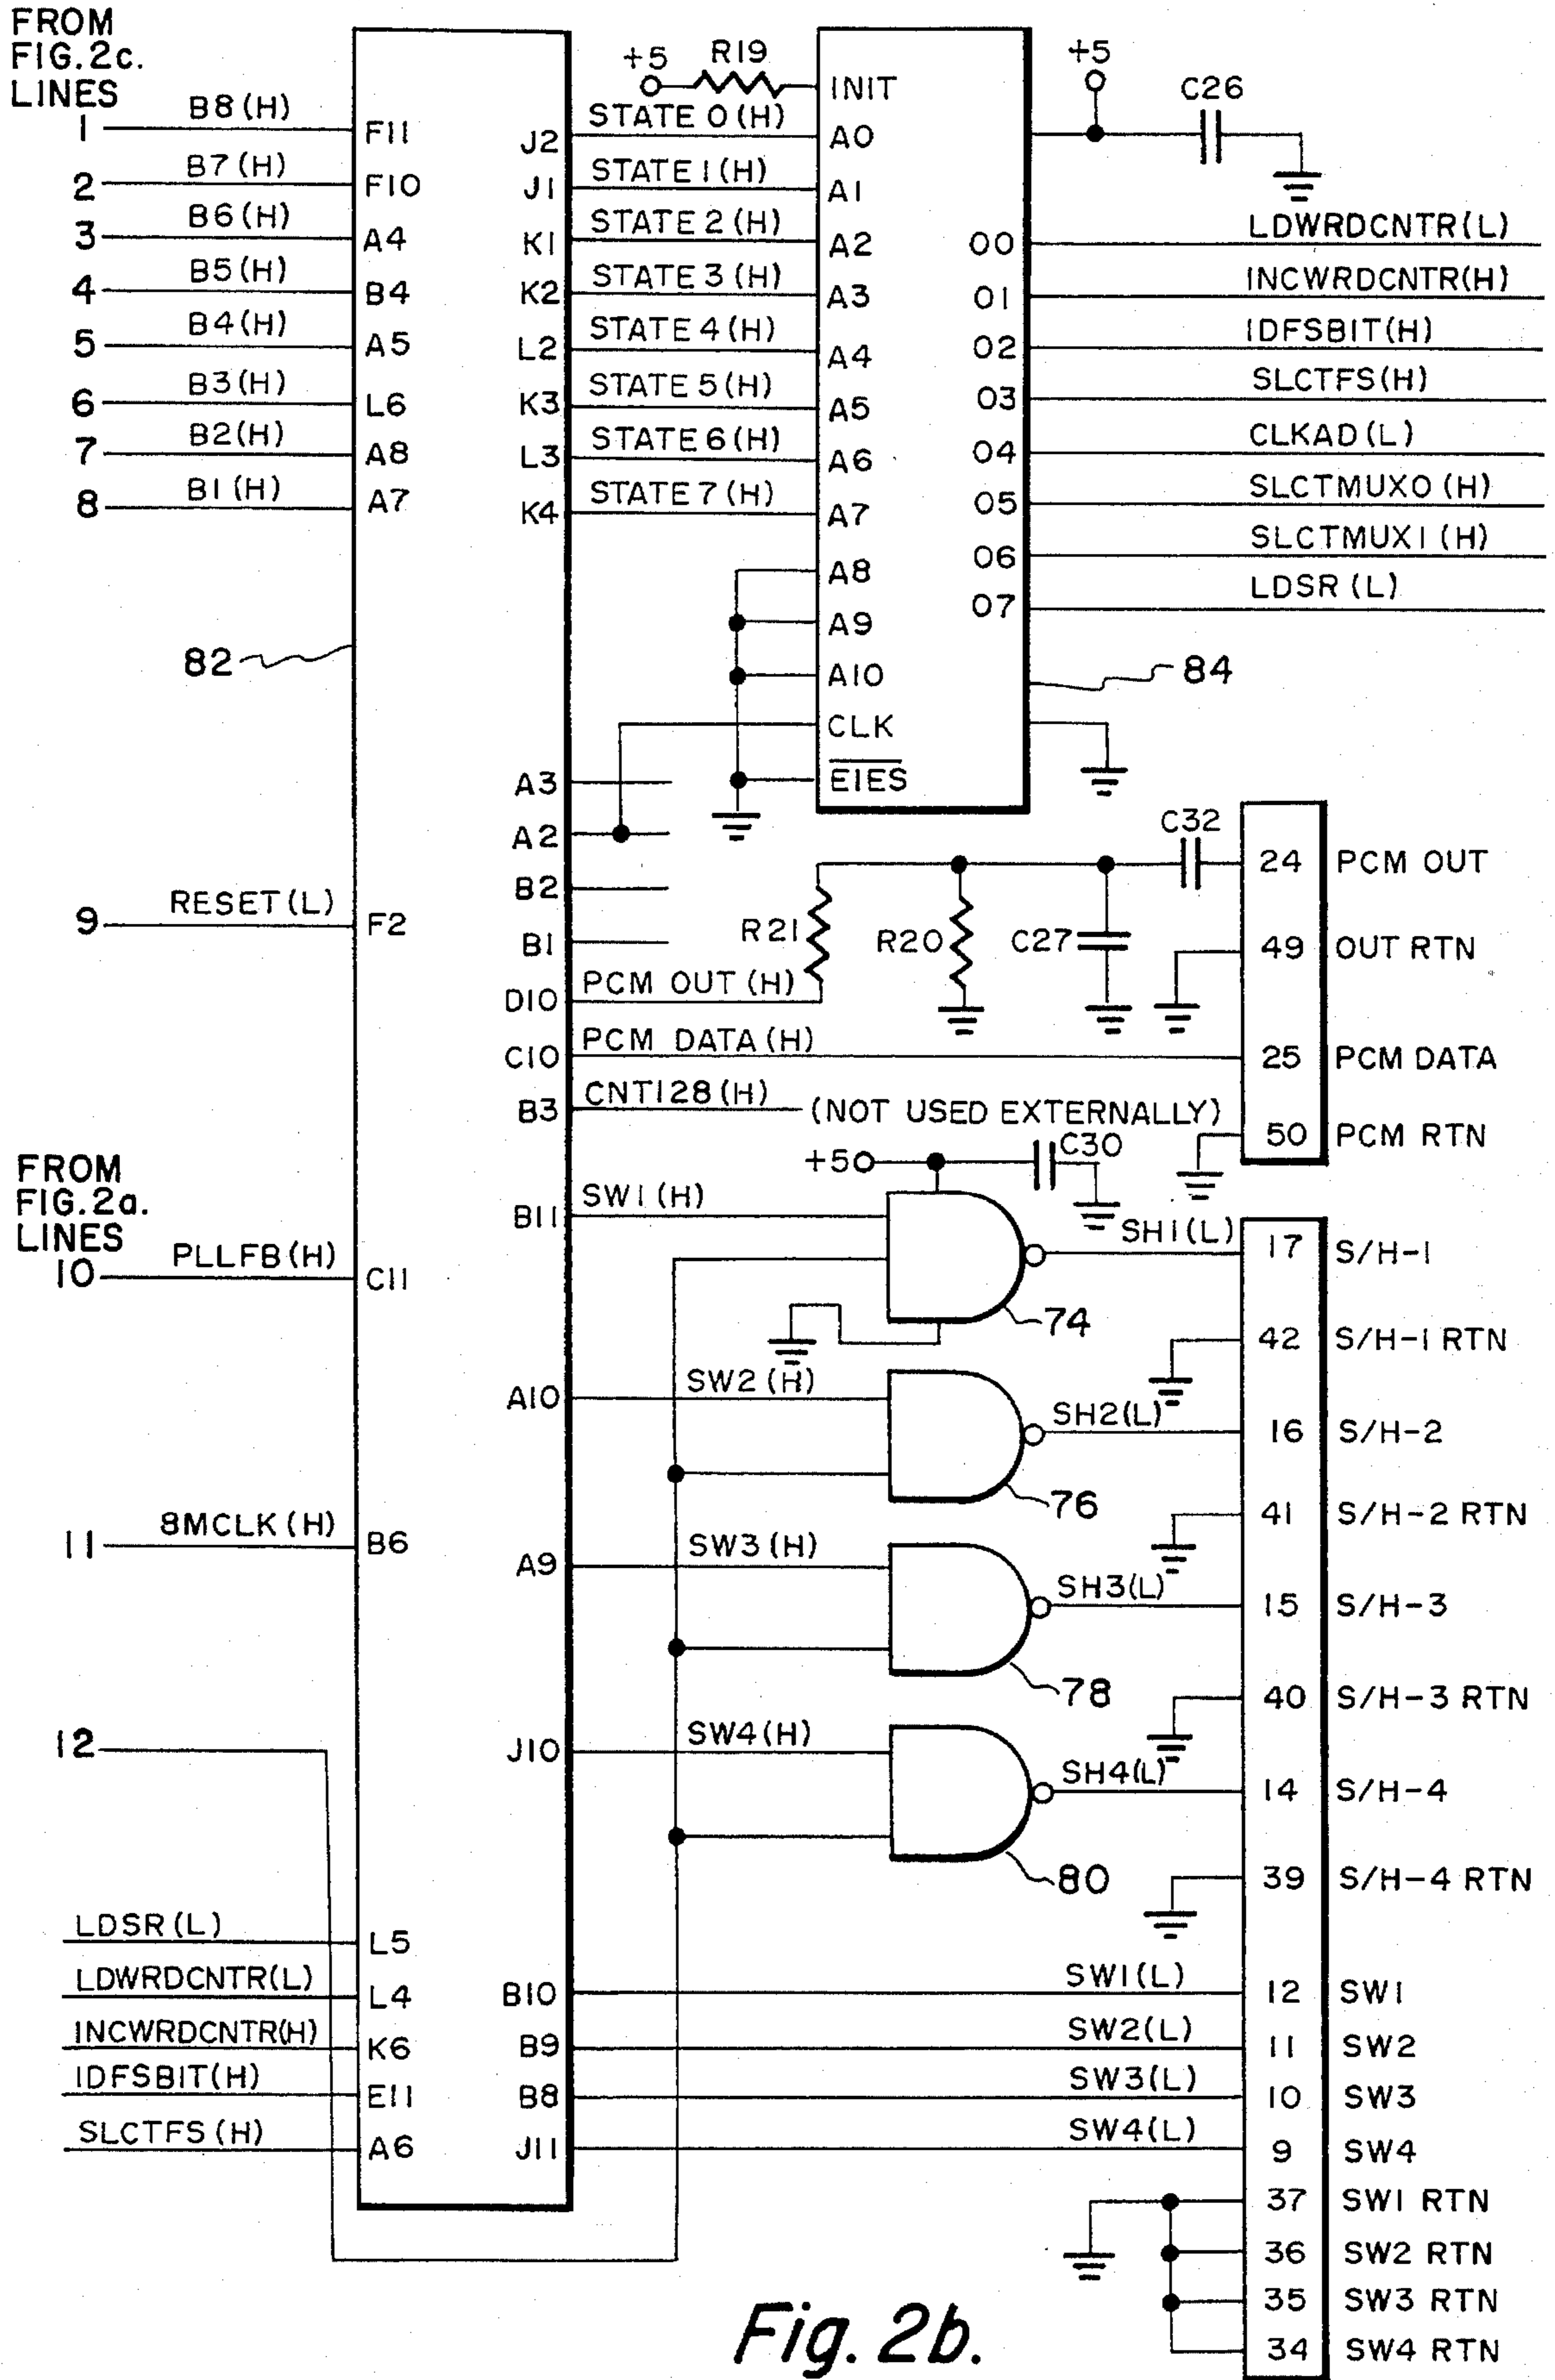 FROM
FIG.2c.
LINES
1 B8(H) F11
2 B7(H) F10
3 B6(H) A4
4 B5(H) B4
5 B4(H) A5
6 B3(H) L6
7 B2(H) A8
8 B1(H) A7
82
9 RESET(L) F2
FROM
FIG.2a.
LINES
10 PLLFB(H) C11
11 8MCLK(H) B6
12
LDSR(L) L5
LDWRDCNTR(L) L4
INCWRDCNTR(H) K6
IDFSBIT(H) E11
SLCTFS(H) A6
+5 R19 INIT
J2 STATE 0(H) A0
J1 STATE 1(H) A1
K1 STATE 2(H) A2
K2 STATE 3(H) A3
L2 STATE 4(H) A4
K3 STATE 5(H) A5
L3 STATE 6(H) A6
K4 STATE 7(H) A7
A8
A9
A10
CLK
EIES
+5 C26
00 LDWRDCNTR(L)
01 INCWRDCNTR(H)
02 IDFSBIT(H)
03 SLCTFS(H)
04 CLKAD(L)
05 SLCTMUX0(H)
06 SLCTMUX1(H)
07 LDSR(L)
84
A3
A2
B2
B1
R21 R20 C27 C32
D10 PCM OUT(H)
24 PCM OUT
49 OUT RTN
C10 PCM DATA(H) 25 PCM DATA
B3 CNT128(H) (NOT USED EXTERNALLY)
50 PCM RTN
+5 C30
B11 SW1(H) SH1(L) 17 S/H-1
74
42 S/H-1 RTN
A10 SW2(H) SH2(L) 16 S/H-2
76
41 S/H-2 RTN
A9 SW3(H) SH3(L) 15 S/H-3
78
40 S/H-3 RTN
J10 SW4(H) SH4(L) 14 S/H-4
80
39 S/H-4 RTN
B10 SW1(L) 12 SW1
B9 SW2(L) 11 SW2
B8 SW3(L) 10 SW3
J11 SW4(L) 9 SW4
37 SW1 RTN
36 SW2 RTN
35 SW3 RTN
34 SW4 RTN
Fig. 2b.